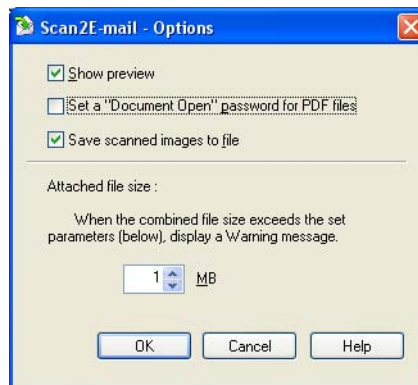 Scan2E-mail - Options
Show preview
Set a "Document Open" password for PDF files
Save scanned images to file
Attached file size :
When the combined file size exceeds the set
parameters (below), display a Warning message.
1 MB
OK Cancel Help